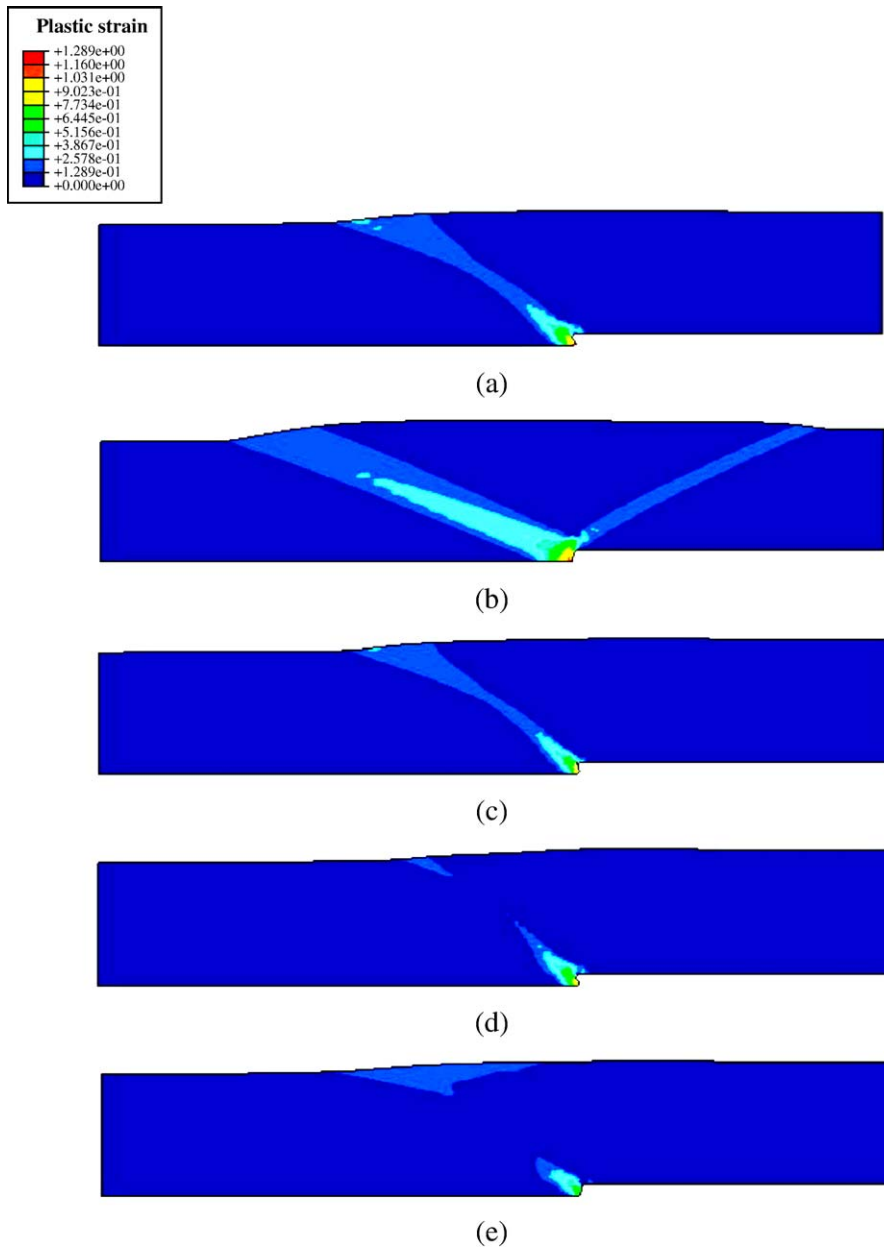 Plastic strain
+1.289e+00
+1.160e+00
+1.031e+00
+9.023e-01
+7.734e-01
+6.445e-01
+5.156e-01
+3.867e-01
+2.578e-01
+1.289e-01
+0.000e+00
(a)
(b)
(c)
(d)
(e)